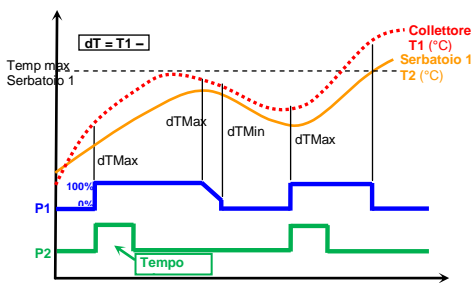 dT = T1 –
Collettore
T1 (°C)
Serbatoio 1
T2 (°C)
Temp max
Serbatoio 1
dTMax
dTMin
dTMax
dTMax
100%
0%
P1
P2
Tempo